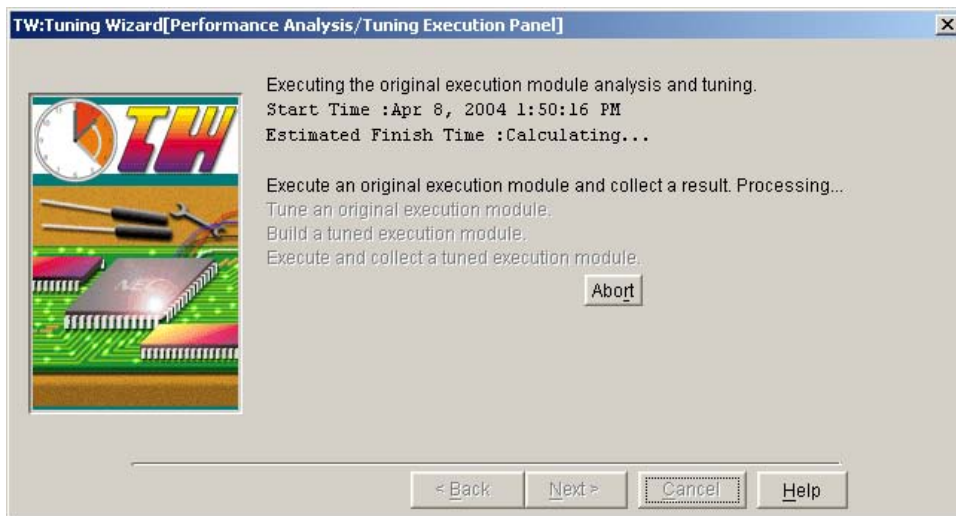 TW:Tuning Wizard[Performance Analysis/Tuning Execution Panel]
TW
NEC
Executing the original execution module analysis and tuning.
Start Time :Apr 8, 2004 1:50:16 PM
Estimated Finish Time :Calculating...
Execute an original execution module and collect a result. Processing...
Tune an original execution module.
Build a tuned execution module.
Execute and collect a tuned execution module.
Abort
< Back
Next >
Cancel
Help